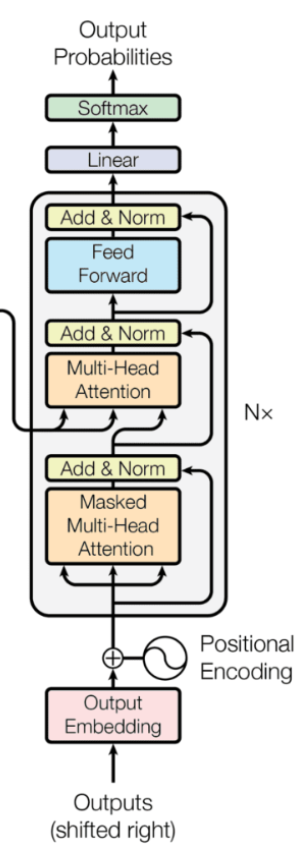 Output
Probabilities
Softmax
Linear
Add & Norm
Feed
Forward
Add & Norm
Multi-Head
Attention
N×
Add & Norm
Masked
Multi-Head
Attention
Positional
Encoding
Output
Embedding
Outputs
(shifted right)